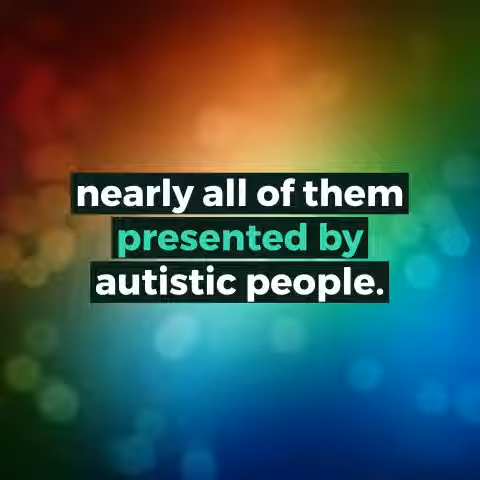 nearly all of them
presented by
autistic people.